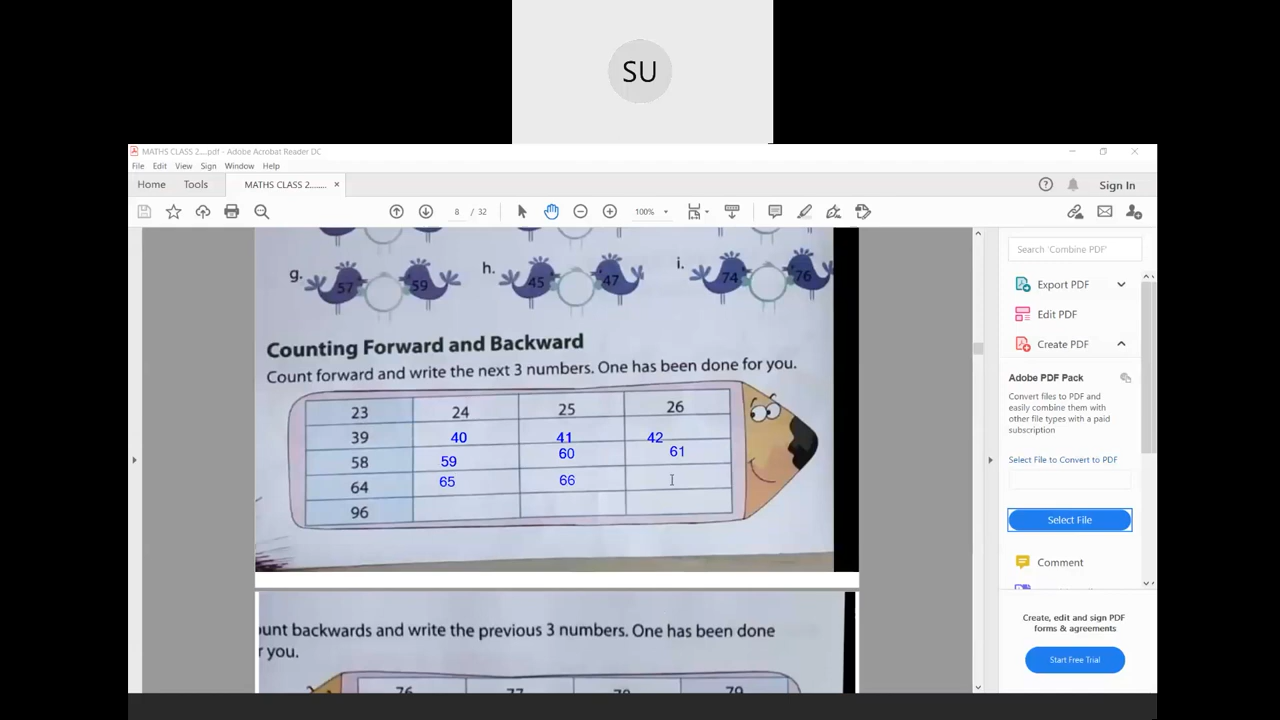 SU
MATHS CLASS 2....pdf - Adobe Acrobat Reader DC
File Edit View Sign Window Help
Home Tools MATHS CLASS 2....... × Sign In
8 / 32 100%
Search 'Combine PDF'
g. 57 59 h. 45 47 i. 74 76
Export PDF
Edit PDF
Create PDF
Counting Forward and Backward
Count forward and write the next 3 numbers. One has been done for you.
23 24 25 26
39 40 41 42
58 59 60 61
64 65 66
96
Adobe PDF Pack
Convert files to PDF and
easily combine them with
other file types with a paid
subscription
Select File to Convert to PDF
Select File
Comment
Create, edit and sign PDF
forms & agreements
Start Free Trial
unt backwards and write the previous 3 numbers. One has been done
r you.
76 77 79